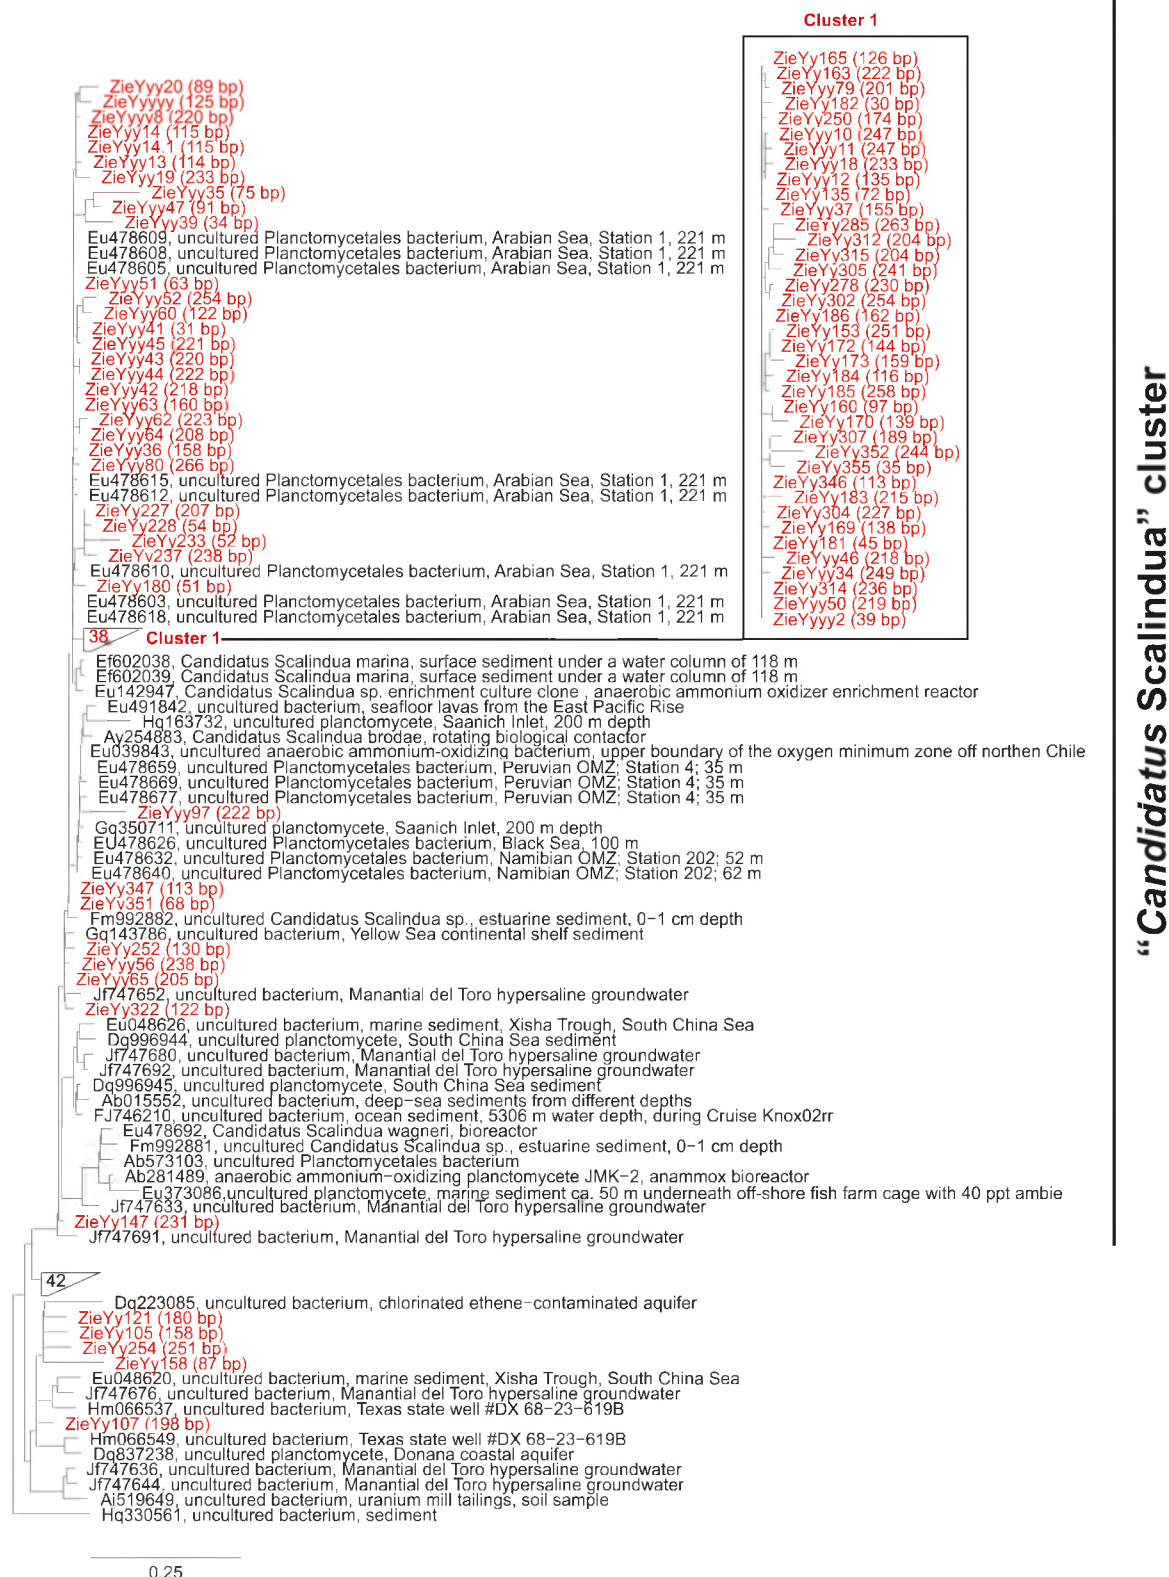 Cluster 1
ZieYy165 (126 bp)
ZieYy163 (222 bp)
ZieYyy79 (201 bp)
ZieYy182 (30 bp)
ZieYy250 (174 bp)
ZieYyy10 (247 bp)
ZieYyy11 (247 bp)
ZieYyy18 (233 bp)
ZieYyy12 (135 bp)
ZieYy135 (72 bp)
ZieYyy37 (155 bp)
ZieYy285 (263 bp)
ZieYy312 (204 bp)
ZieYy315 (204 bp)
ZieYy305 (241 bp)
ZieYy278 (230 bp)
ZieYy302 (254 bp)
ZieYy186 (162 bp)
ZieYy153 (251 bp)
ZieYy172 (144 bp)
ZieYy173 (159 bp)
ZieYy184 (116 bp)
ZieYy185 (258 bp)
ZieYy160 (97 bp)
ZieYy170 (139 bp)
ZieYy307 (189 bp)
ZieYy352 (244 bp)
ZieYy355 (35 bp)
ZieYy346 (113 bp)
ZieYy183 (215 bp)
ZieYy304 (227 bp)
ZieYy169 (138 bp)
ZieYy181 (45 bp)
ZieYyy46 (218 bp)
ZieYyy34 (249 bp)
ZieYy314 (236 bp)
ZieYyy50 (219 bp)
ZieYyyy2 (39 bp)
ZieYyy20 (89 bp)
ZieYyyyy (125 bp)
ZieYyyv8 (220 bp)
ZieYyy14 (115 bp)
ZieYyy14.1 (115 bp)
ZieYyy13 (114 bp)
ZieYyy19 (233 bp)
ZieYyy35 (75 bp)
ZieYyy47 (91 bp)
ZieYyy39 (34 bp)
Eu478609, uncultured Planctomycetales bacterium, Arabian Sea, Station 1, 221 m
Eu478608, uncultured Planctomycetales bacterium, Arabian Sea, Station 1, 221 m
Eu478605, uncultured Planctomycetales bacterium, Arabian Sea, Station 1, 221 m
ZieYyy51 (63 bp)
ZieYyy52 (254 bp)
ZieYyy60 (122 bp)
ZieYyy41 (31 bp)
ZieYyy45 (221 bp)
ZieYyy43 (220 bp)
ZieYyy44 (222 bp)
ZieYyy42 (218 bp)
ZieYyy63 (160 bp)
ZieYyy62 (223 bp)
ZieYyy64 (208 bp)
ZieYyy36 (158 bp)
ZieYyy80 (266 bp)
Eu478615, uncultured Planctomycetales bacterium, Arabian Sea, Station 1, 221 m
Eu478612, uncultured Planctomycetales bacterium, Arabian Sea, Station 1, 221 m
ZieYy227 (207 bp)
ZieYy228 (54 bp)
ZieYy233 (52 bp)
ZieYy237 (238 bp)
Eu478610, uncultured Planctomycetales bacterium, Arabian Sea, Station 1, 221 m
ZieYy180 (51 bp)
Eu478603, uncultured Planctomycetales bacterium, Arabian Sea, Station 1, 221 m
Eu478618, uncultured Planctomycetales bacterium, Arabian Sea, Station 1, 221 m
38 Cluster 1
Ef602038, Candidatus Scalindua marina, surface sediment under a water column of 118 m
Ef602039, Candidatus Scalindua marina, surface sediment under a water column of 118 m
Eu142947, Candidatus Scalindua sp. enrichment culture clone , anaerobic ammonium oxidizer enrichment reactor
Eu491842, uncultured bacterium, seafloor lavas from the East Pacific Rise
Hq163732, uncultured planctomycete, Saanich Inlet, 200 m depth
Ay254883, Candidatus Scalindua brodae, rotating biological contactor
Eu039843, uncultured anaerobic ammonium-oxidizing bacterium, upper boundary of the oxygen minimum zone off northen Chile
Eu478659, uncultured Planctomycetales bacterium, Peruvian OMZ; Station 4; 35 m
Eu478669, uncultured Planctomycetales bacterium, Peruvian OMZ; Station 4; 35 m
Eu478677, uncultured Planctomycetales bacterium, Peruvian OMZ; Station 4; 35 m
ZieYyy97 (222 bp)
Gq350711, uncultured planctomycete, Saanich Inlet, 200 m depth
EU478626, uncultured Planctomycetales bacterium, Black Sea, 100 m
Eu478632, uncultured Planctomycetales bacterium, Namibian OMZ; Station 202; 52 m
Eu478640, uncultured Planctomycetales bacterium, Namibian OMZ; Station 202; 62 m
ZieYy347 (113 bp)
ZieYy351 (68 bp)
Fm992882, uncultured Candidatus Scalindua sp., estuarine sediment, 0−1 cm depth
Gq143786, uncultured bacterium, Yellow Sea continental shelf sediment
ZieYy252 (130 bp)
ZieYyy56 (238 bp)
ZieYyy65 (205 bp)
Jf747652, uncultured bacterium, Manantial del Toro hypersaline groundwater
ZieYy322 (122 bp)
Eu048626, uncultured bacterium, marine sediment, Xisha Trough, South China Sea
Dq996944, uncultured planctomycete, South China Sea sediment
Jf747680, uncultured bacterium, Manantial del Toro hypersaline groundwater
Jf747692, uncultured bacterium, Manantial del Toro hypersaline groundwater
Dq996945, uncultured planctomycete, South China Sea sediment
Ab015552, uncultured bacterium, deep−sea sediments from different depths
FJ746210, uncultured bacterium, ocean sediment, 5306 m water depth, during Cruise Knox02rr
Eu478692, Candidatus Scalindua wagneri, bioreactor
Fm992881, uncultured Candidatus Scalindua sp., estuarine sediment, 0−1 cm depth
Ab573103, uncultured Planctomycetales bacterium
Ab281489, anaerobic ammonium−oxidizing planctomycete JMK−2, anammox bioreactor
Eu373086,uncultured planctomycete, marine sediment ca. 50 m underneath off-shore fish farm cage with 40 ppt ambie
Jf747633, uncultured bacterium, Manantial del Toro hypersaline groundwater
ZieYy147 (231 bp)
Jf747691, uncultured bacterium, Manantial del Toro hypersaline groundwater
"Candidatus Scalindua" cluster
42
Dq223085, uncultured bacterium, chlorinated ethene−contaminated aquifer
ZieYy121 (180 bp)
ZieYy105 (158 bp)
ZieYy254 (251 bp)
ZieYy158 (87 bp)
Eu048620, uncultured bacterium, marine sediment, Xisha Trough, South China Sea
Jf747676, uncultured bacterium, Manantial del Toro hypersaline groundwater
Hm066537, uncultured bacterium, Texas state well #DX 68−23−619B
ZieYy107 (198 bp)
Hm066549, uncultured bacterium, Texas state well #DX 68−23−619B
Dq837238, uncultured planctomycete, Donana coastal aquifer
Jf747636, uncultured bacterium, Manantial del Toro hypersaline groundwater
Jf747644, uncultured bacterium, Manantial del Toro hypersaline groundwater
Aj519649, uncultured bacterium, uranium mill tailings, soil sample
Hq330561, uncultured bacterium, sediment
0.25